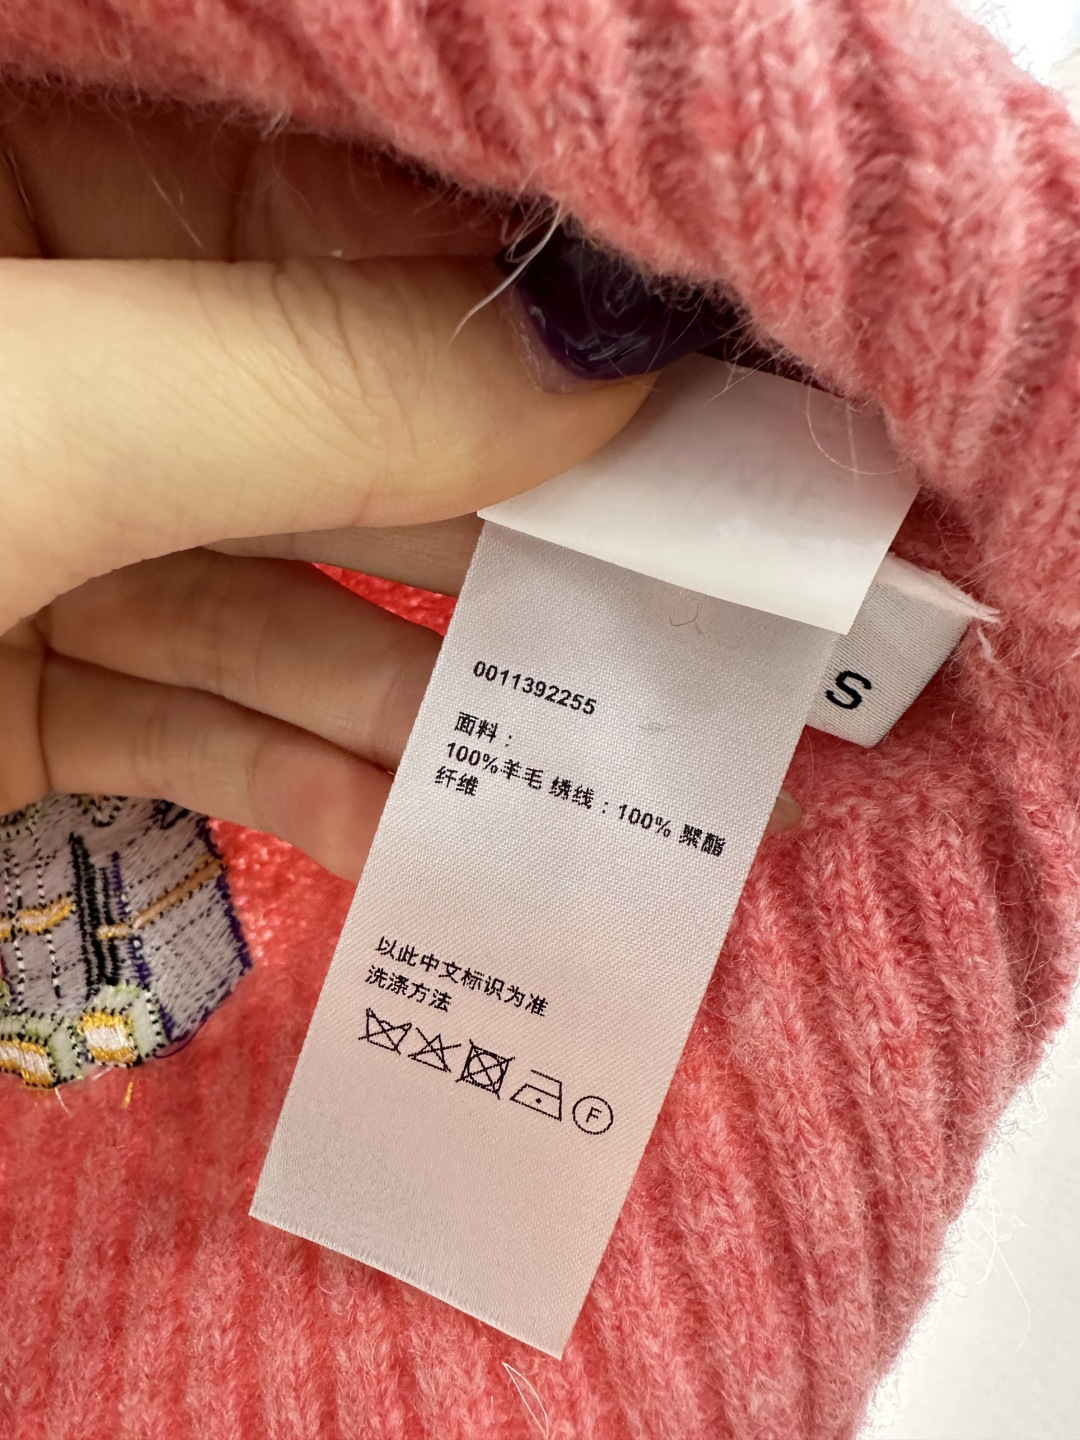 0011392255
面料：
100%羊毛 绣线：100% 聚酯
纤维
以此中文标识为准
洗涤方法
F
S